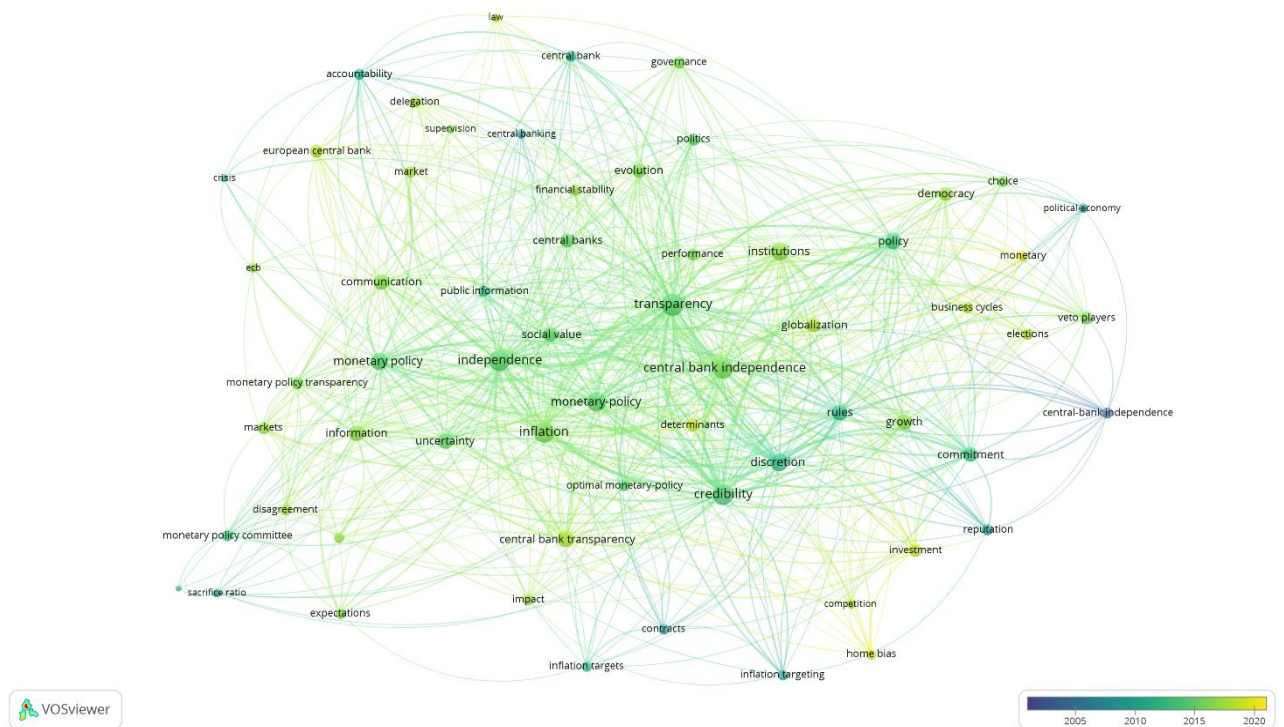 law
central bank
governance
accountability
delegation
supervision
central banking
politics
european central bank
evolution
market
crisis
financial stability
choice
democracy
political-economy
central banks
policy
performance
institutions
monetary
ecb
communication
public information
transparency
business cycles
veto players
globalization
elections
social value
monetary policy
independence
central bank independence
monetary policy transparency
monetary-policy
rules
central-bank independence
determinants
growth
markets
information
inflation
uncertainty
commitment
discretion
optimal monetary-policy
credibility
disagreement
reputation
monetary policy committee
central bank transparency
investment
sacrifice ratio
impact
competition
expectations
contracts
home bias
inflation targets
inflation targeting
VOSviewer
2005 2010 2015 2020